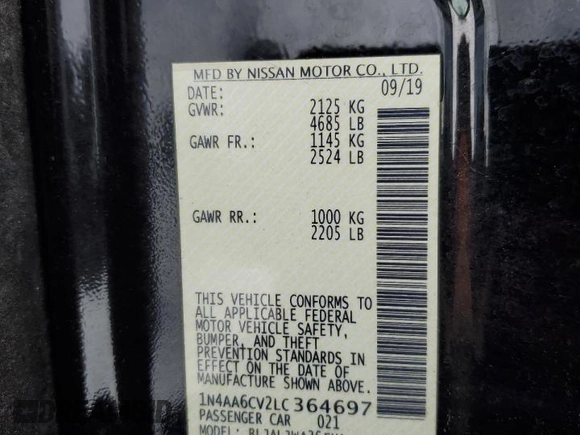 MFD BY NISSAN MOTOR CO., LTD.
DATE: 09/19
GVWR: 2125 KG
4685 LB
GAWR FR.: 1145 KG
2524 LB
GAWR RR.: 1000 KG
2205 LB
THIS VEHICLE CONFORMS TO
ALL APPLICABLE FEDERAL
MOTOR VEHICLE SAFETY,
BUMPER, AND THEFT
PREVENTION STANDARDS IN
EFFECT ON THE DATE OF
MANUFACTURE SHOWN ABOVE.
1N4AA6CV2LC364697
PASSENGER CAR 021
MODEL: